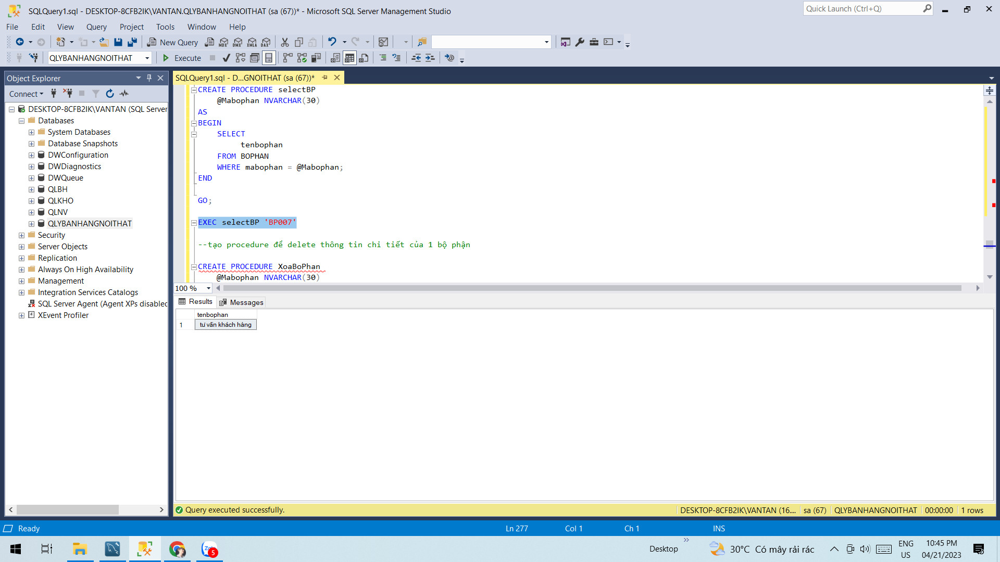 SQLQuery1.sql - DESKTOP-8CFB2IK\VANTAN.QLYBANHANGNOITHAT (sa (67))* - Microsoft SQL Server Management Studio
Quick Launch (Ctrl+Q)
File Edit View Query Project Tools Window Help
New Query MDX DMX XMLA DAX
QLYBANHANGNOITHAT Execute
Object Explorer
Connect
DESKTOP-8CFB2IK\VANTAN (SQL Server
Databases
System Databases
Database Snapshots
DWConfiguration
DWDiagnostics
DWQueue
QLBH
QLKHO
QLNV
QLYBANHANGNOITHAT
Security
Server Objects
Replication
Always On High Availability
Management
Integration Services Catalogs
SQL Server Agent (Agent XPs disabled
XEvent Profiler
SQLQuery1.sql - D...GNOITHAT (sa (67))*
CREATE PROCEDURE selectBP
@Mabophan NVARCHAR(30)
AS
BEGIN
SELECT
tenbophan
FROM BOPHAN
WHERE mabophan = @Mabophan;
END
GO;
EXEC selectBP 'BP007'
--tạo procedure để delete thông tin chi tiết của 1 bộ phận
CREATE PROCEDURE XoaBoPhan
@Mabophan NVARCHAR(30)
100 %
Results Messages
tenbophan
1 tư vấn khách hàng
Query executed successfully.
DESKTOP-8CFB2IK\VANTAN (16.... sa (67) QLYBANHANGNOITHAT 00:00:00 1 rows
Ready Ln 277 Col 1 Ch 1 INS
5
Desktop
30°C Có mây rải rác
ENG
US
10:45 PM
04/21/2023